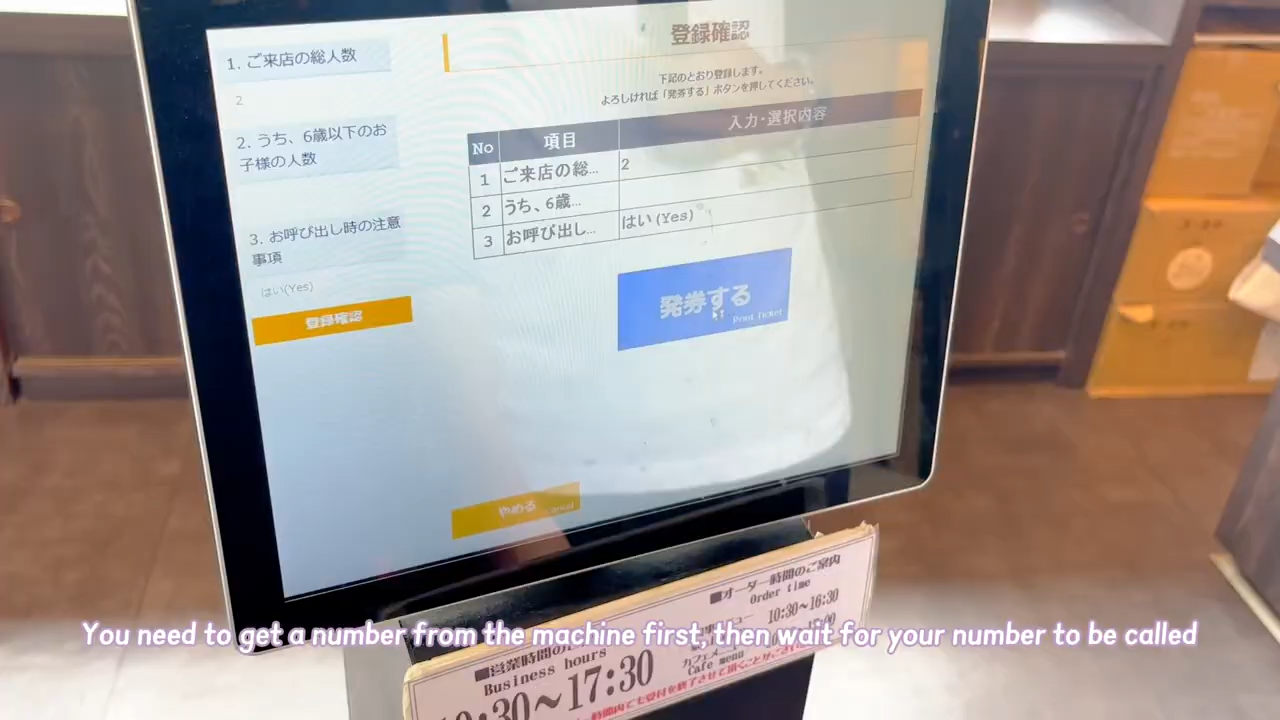 1. ご来店の総人数
2
2. うち、6歳以下のお
子様の人数
3. お呼び出し時の注意
事項
はい(Yes)
登録確認
登録確認
下記のとおり登録します。
よろしければ「発券する」ボタンを押してください。
No 項目 入力・選択内容
1 ご来店の総... 2
2 うち、6歳...
3 お呼び出し... はい(Yes)
発券する
Print Ticket
やめる
Cancel
■オーダー時間のご案内
Order time
10:30～16:30
カフェメ
Cafe menu
■営業時間の
Business hours
:30～17:30
You need to get a number from the machine first, then wait for your number to be called